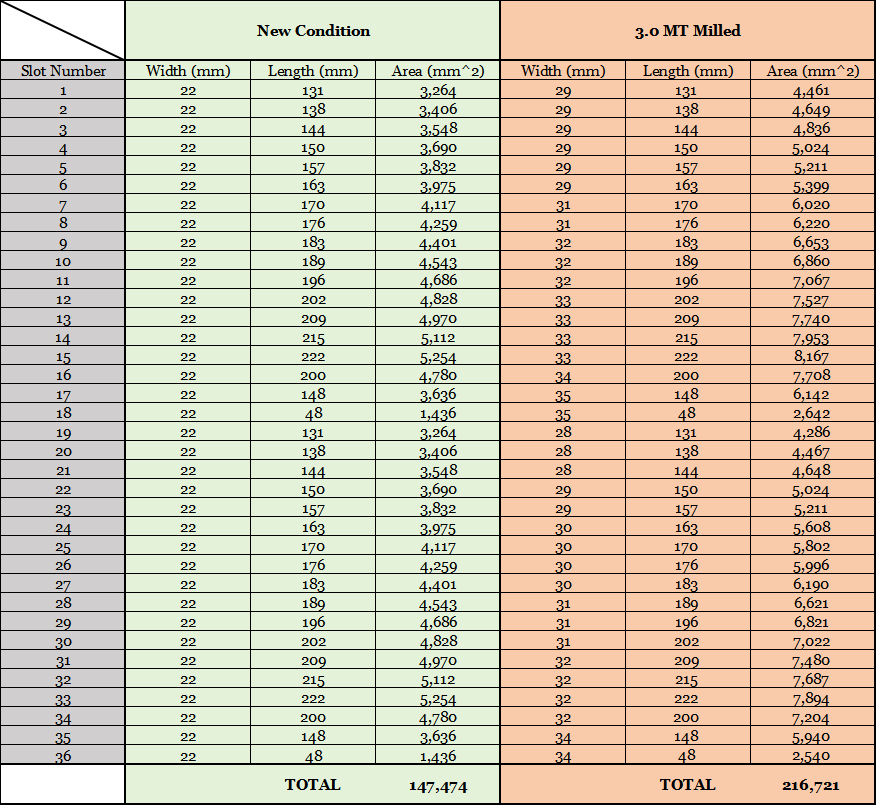 New Condition 3.0 MT Milled
Slot Number Width (mm) Length (mm) Area (mm^2) Width (mm) Length (mm) Area (mm^2)
1 22 131 3,264 29 131 4,461
2 22 138 3,406 29 138 4,649
3 22 144 3,548 29 144 4,836
4 22 150 3,690 29 150 5,024
5 22 157 3,832 29 157 5,211
6 22 163 3,975 29 163 5,399
7 22 170 4,117 31 170 6,020
8 22 176 4,259 31 176 6,220
9 22 183 4,401 32 183 6,653
10 22 189 4,543 32 189 6,860
11 22 196 4,686 32 196 7,067
12 22 202 4,828 33 202 7,527
13 22 209 4,970 33 209 7,740
14 22 215 5,112 33 215 7,953
15 22 222 5,254 33 222 8,167
16 22 200 4,780 34 200 7,708
17 22 148 3,636 35 148 6,142
18 22 48 1,436 35 48 2,642
19 22 131 3,264 28 131 4,286
20 22 138 3,406 28 138 4,467
21 22 144 3,548 28 144 4,648
22 22 150 3,690 29 150 5,024
23 22 157 3,832 29 157 5,211
24 22 163 3,975 30 163 5,608
25 22 170 4,117 30 170 5,802
26 22 176 4,259 30 176 5,996
27 22 183 4,401 30 183 6,190
28 22 189 4,543 31 189 6,621
29 22 196 4,686 31 196 6,821
30 22 202 4,828 31 202 7,022
31 22 209 4,970 32 209 7,480
32 22 215 5,112 32 215 7,687
33 22 222 5,254 32 222 7,894
34 22 200 4,780 32 200 7,204
35 22 148 3,636 34 148 5,940
36 22 48 1,436 34 48 2,540
TOTAL 147,474 TOTAL 216,721